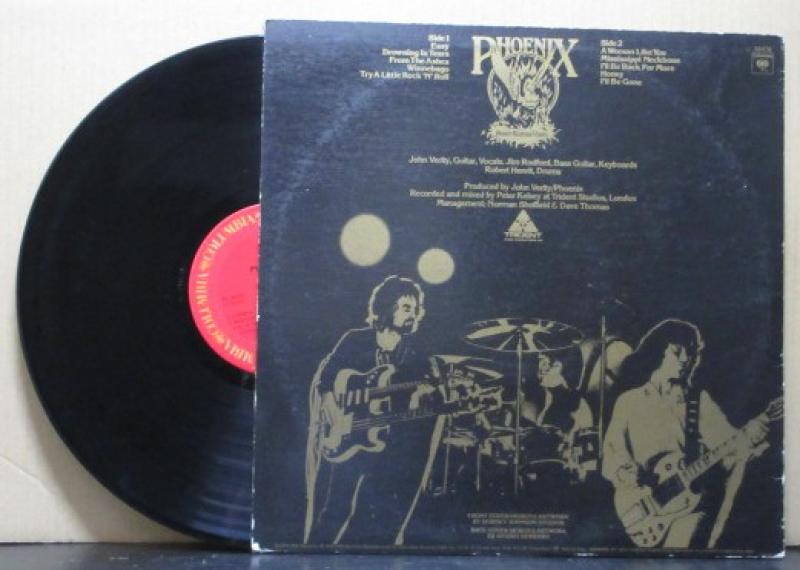 Side 1
Easy
Drowning In Tears
From The Ashes
Winnebago
Try A Little Rock 'N' Roll
PHOENIX
Side 2
A Woman Like You
Mississippi Neckbone
I'll Be Back For More
Honey
I'll Be Gone
John Verity, Guitar, Vocals. Jim Rodford, Bass Guitar, Keyboards
Robert Henrit, Drums
Produced by John Verity/Phoenix
Recorded and mixed by Peter Kelsey at Trident Studios, London
Management: Norman Sheffield & Dave Thomas
TRIDENT
COLUMBIA
COLUMBIA
COLUMBIA